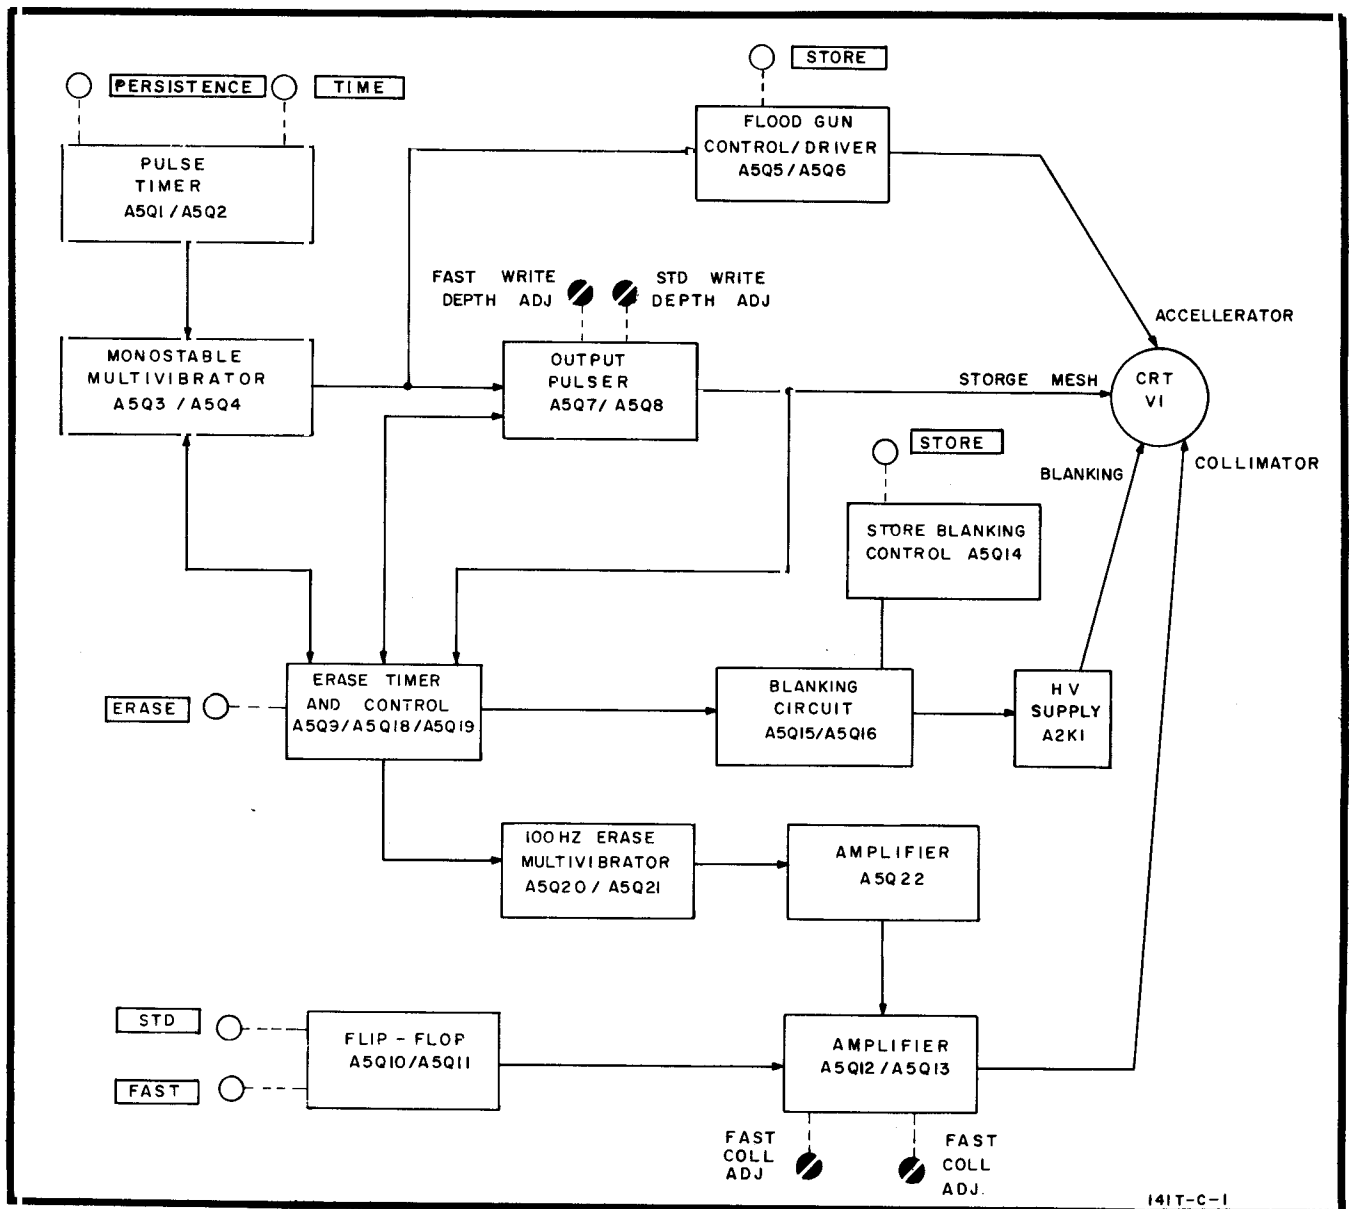 PERSISTENCE
TIME
STORE
PULSE
TIMER
A5Q1/A5Q2
FLOOD GUN
CONTROL/DRIVER
A5Q5/A5Q6
FAST WRITE
DEPTH ADJ
STD WRITE
DEPTH ADJ
MONOSTABLE
MULTIVIBRATOR
A5Q3 /A5Q4
OUTPUT
PULSER
A5Q7/ A5Q8
ACCELLERATOR
STORGE MESH
CRT
V1
STORE
BLANKING
COLLIMATOR
STORE BLANKING
CONTROL A5Q14
ERASE
ERASE TIMER
AND CONTROL
A5Q9/A5Q18/A5Q19
BLANKING
CIRCUIT
A5Q15/A5Q16
HV
SUPPLY
A2K1
100HZ ERASE
MULTIVIBRATOR
A5Q20/ A5Q21
AMPLIFIER
A5Q22
STD
FAST
FLIP-FLOP
A5Q10/A5Q11
AMPLIFIER
A5Q12/A5Q13
FAST
COLL
ADJ
FAST
COLL
ADJ.
141T-C-1